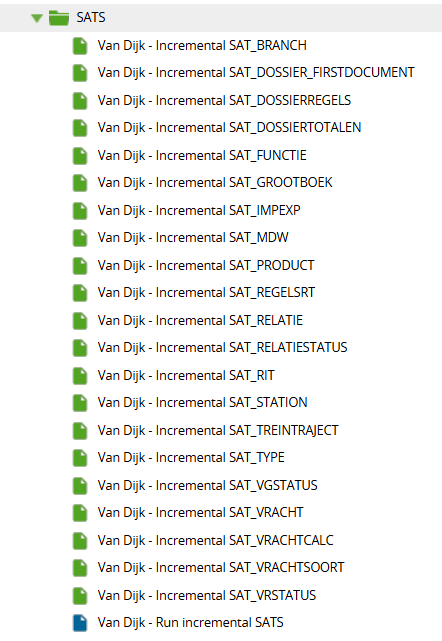 SATS
Van Dijk - Incremental SAT_BRANCH
Van Dijk - Incremental SAT_DOSSIER_FIRSTDOCUMENT
Van Dijk - Incremental SAT_DOSSIERREGELS
Van Dijk - Incremental SAT_DOSSIERTOTALEN
Van Dijk - Incremental SAT_FUNCTIE
Van Dijk - Incremental SAT_GROOTBOEK
Van Dijk - Incremental SAT_IMPEXP
Van Dijk - Incremental SAT_MDW
Van Dijk - Incremental SAT_PRODUCT
Van Dijk - Incremental SAT_REGELSRT
Van Dijk - Incremental SAT_RELATIE
Van Dijk - Incremental SAT_RELATIESTATUS
Van Dijk - Incremental SAT_RIT
Van Dijk - Incremental SAT_STATION
Van Dijk - Incremental SAT_TREINTRAJECT
Van Dijk - Incremental SAT_TYPE
Van Dijk - Incremental SAT_VGSTATUS
Van Dijk - Incremental SAT_VRACHT
Van Dijk - Incremental SAT_VRACHTCALC
Van Dijk - Incremental SAT_VRACHTSOORT
Van Dijk - Incremental SAT_VRSTATUS
Van Dijk - Run incremental SATS